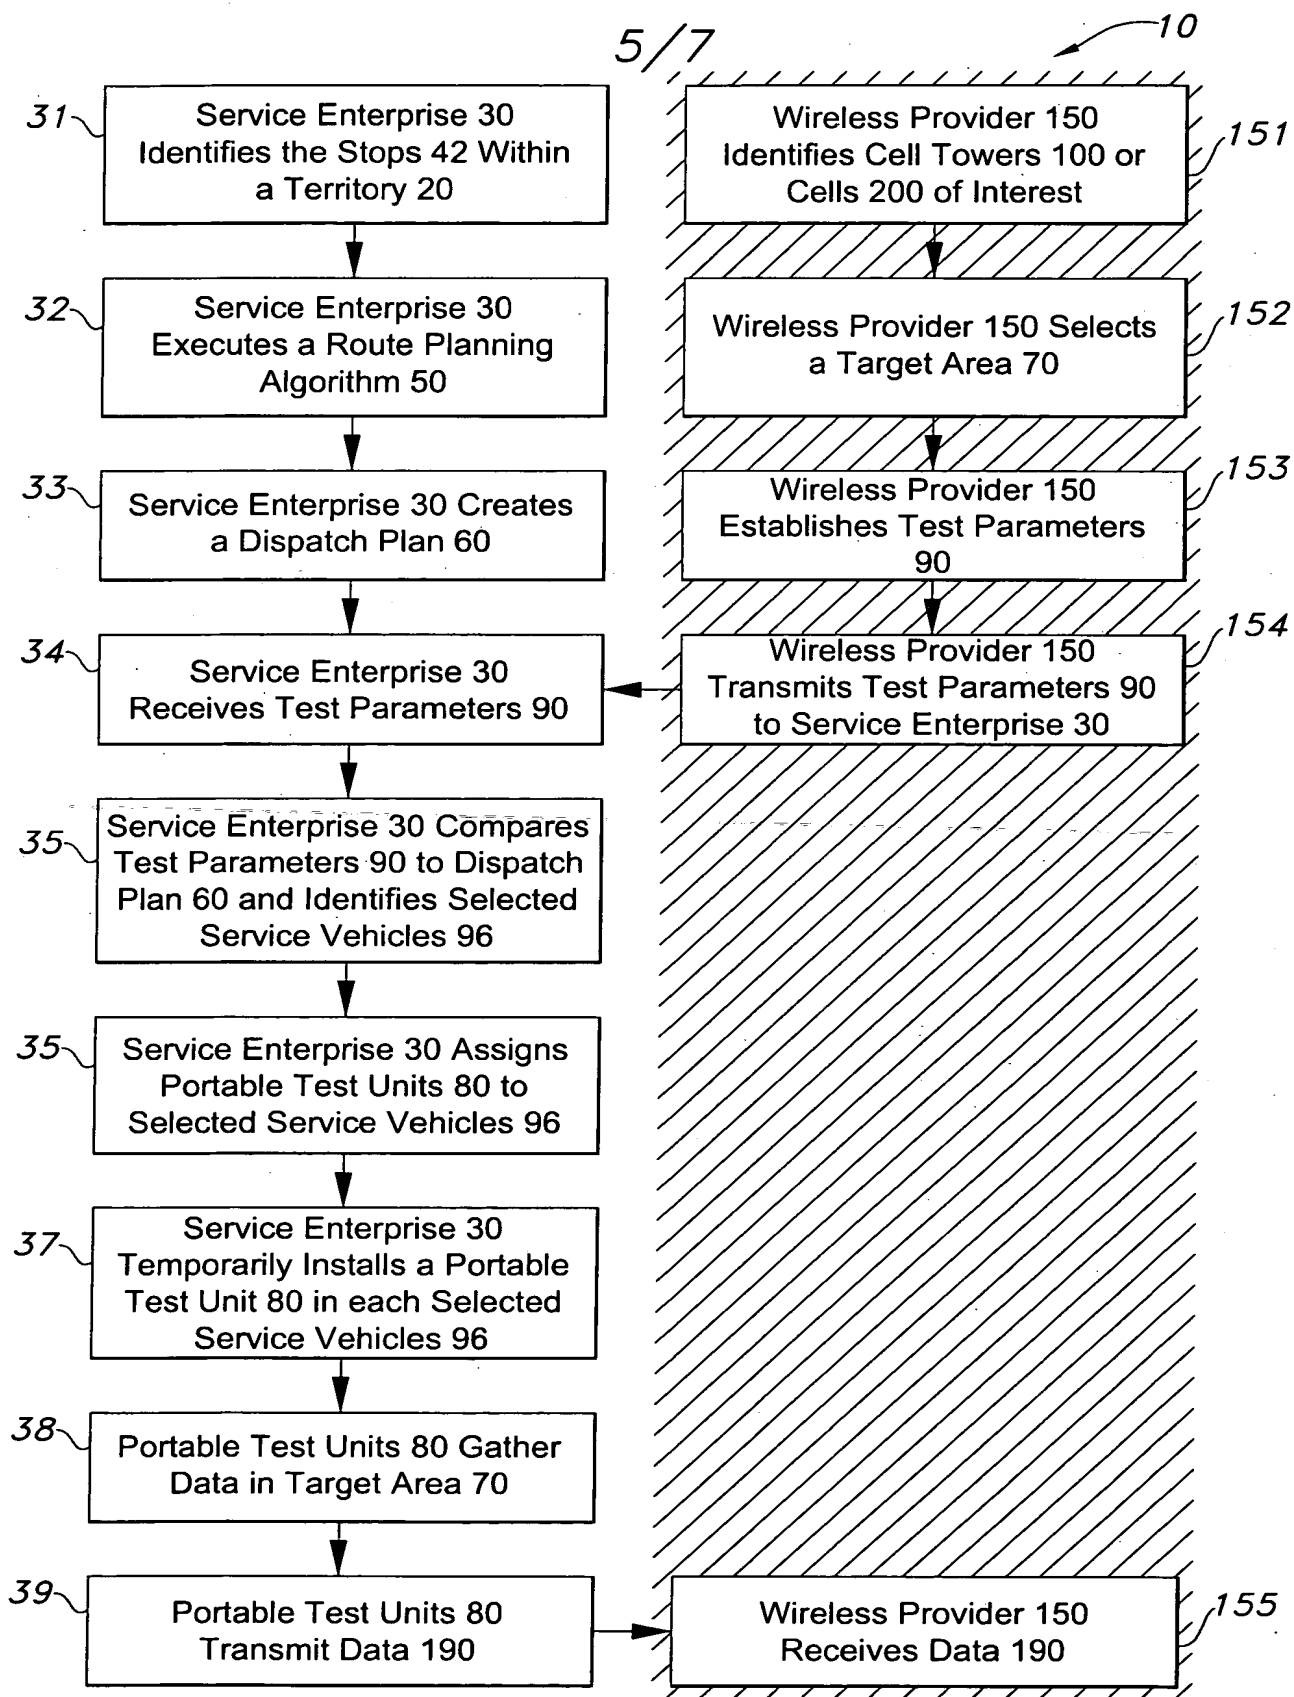 5/7
10
31
Service Enterprise 30
Identifies the Stops 42 Within
a Territory 20
Wireless Provider 150
Identifies Cell Towers 100 or
Cells 200 of Interest
151
32
Service Enterprise 30
Executes a Route Planning
Algorithm 50
Wireless Provider 150 Selects
a Target Area 70
152
33
Service Enterprise 30 Creates
a Dispatch Plan 60
Wireless Provider 150
Establishes Test Parameters
90
153
34
Service Enterprise 30
Receives Test Parameters 90
Wireless Provider 150
Transmits Test Parameters 90
to Service Enterprise 30
154
35
Service Enterprise 30 Compares
Test Parameters 90 to Dispatch
Plan 60 and Identifies Selected
Service Vehicles 96
35
Service Enterprise 30 Assigns
Portable Test Units 80 to
Selected Service Vehicles 96
37
Service Enterprise 30
Temporarily Installs a Portable
Test Unit 80 in each Selected
Service Vehicles 96
38
Portable Test Units 80 Gather
Data in Target Area 70
39
Portable Test Units 80
Transmit Data 190
Wireless Provider 150
Receives Data 190
155